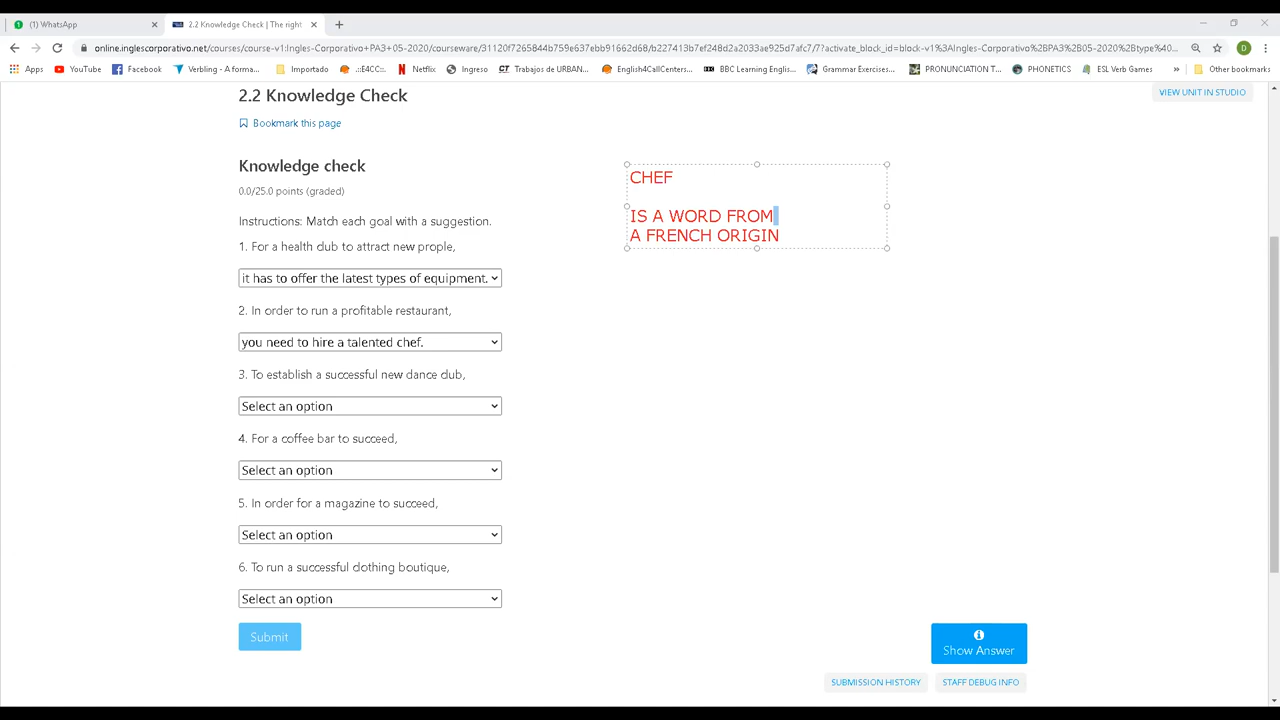 (1) WhatsApp
2.2 Knowledge Check | The right
online.inglescorporativo.net/courses/course-v1:Ingles-Corporativo+PA3+05-2020/courseware/31120f7265844b759e637ebb91662d68/b227413b7ef248d2a2033ae925d7afc7/7?activate_block_id=block-v1%3AIngles-Corporativo%2BPA3%2B05-2020%2Btype%40...
D
Apps YouTube Facebook Verbling - A forma... Importado .::E4CC::. Netflix Ingreso Trabajos de URBAN... English4CallCenters... BBC Learning Englis... Grammar Exercises... PRONUNCIATION T... PHONETICS ESL Verb Games » Other bookmarks
2.2 Knowledge Check
VIEW UNIT IN STUDIO
Bookmark this page
Knowledge check
0.0/25.0 points (graded)
Instructions: Match each goal with a suggestion.
1. For a health club to attract new prople,
it has to offer the latest types of equipment.
2. In order to run a profitable restaurant,
you need to hire a talented chef.
3. To establish a successful new dance club,
Select an option
4. For a coffee bar to succeed,
Select an option
5. In order for a magazine to succeed,
Select an option
6. To run a successful clothing boutique,
Select an option
Submit
CHEF
IS A WORD FROM
A FRENCH ORIGIN
Show Answer
SUBMISSION HISTORY
STAFF DEBUG INFO